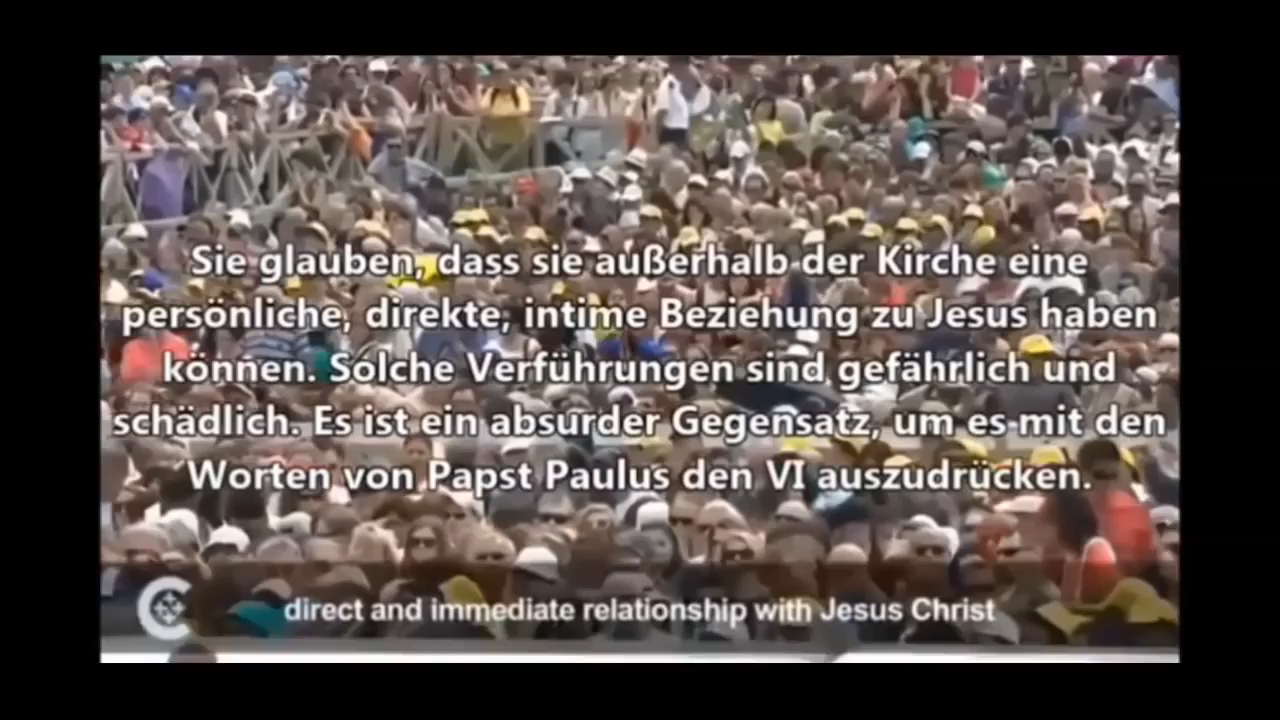 Sie glauben, dass sie außerhalb der Kirche eine
persönliche, direkte, intime Beziehung zu Jesus haben
können. Solche Verführungen sind gefährlich und
schädlich. Es ist ein absurder Gegensatz, um es mit den
Worten von Papst Paulus den VI auszudrücken.
direct and immediate relationship with Jesus Christ